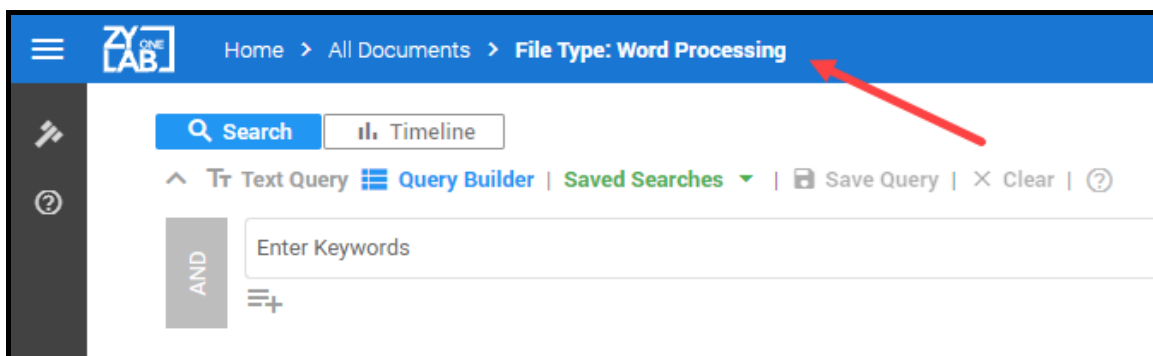 ZY ONE LAB Home > All Documents > File Type: Word Processing
Search Timeline
Tт Text Query Query Builder | Saved Searches | Save Query | × Clear | ?
AND
Enter Keywords